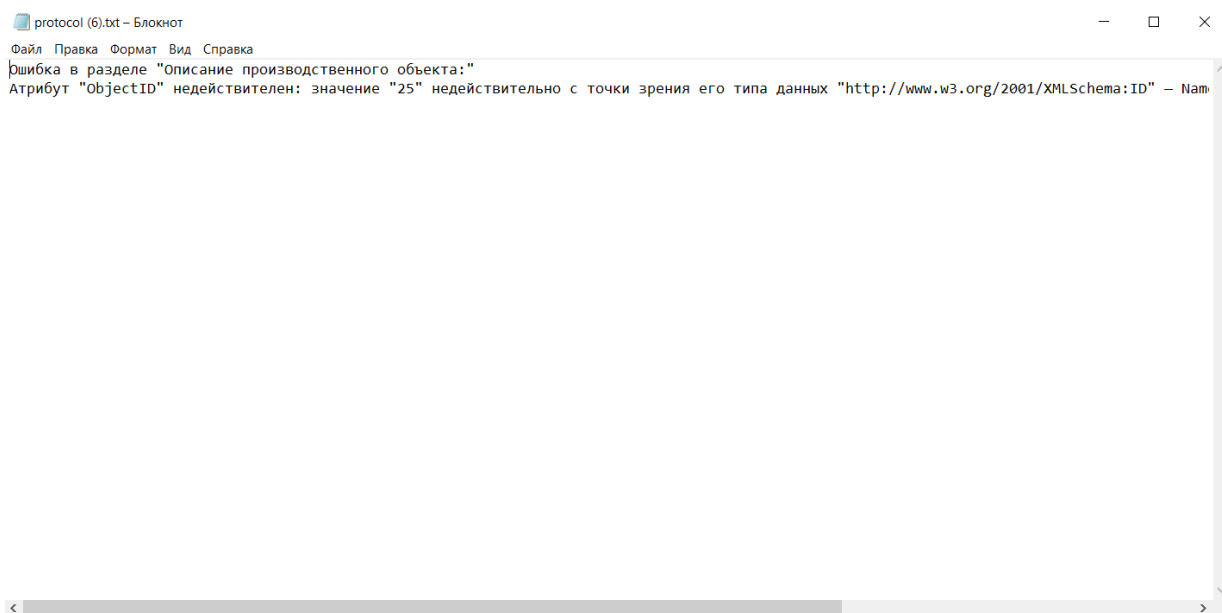 protocol (6).txt – Блокнот
Файл Правка Формат Вид Справка
Ошибка в разделе "Описание производственного объекта:"
Атрибут "ObjectID" недействителен: значение "25" недействительно с точки зрения его типа данных "http://www.w3.org/2001/XMLSchema:ID" – Nam